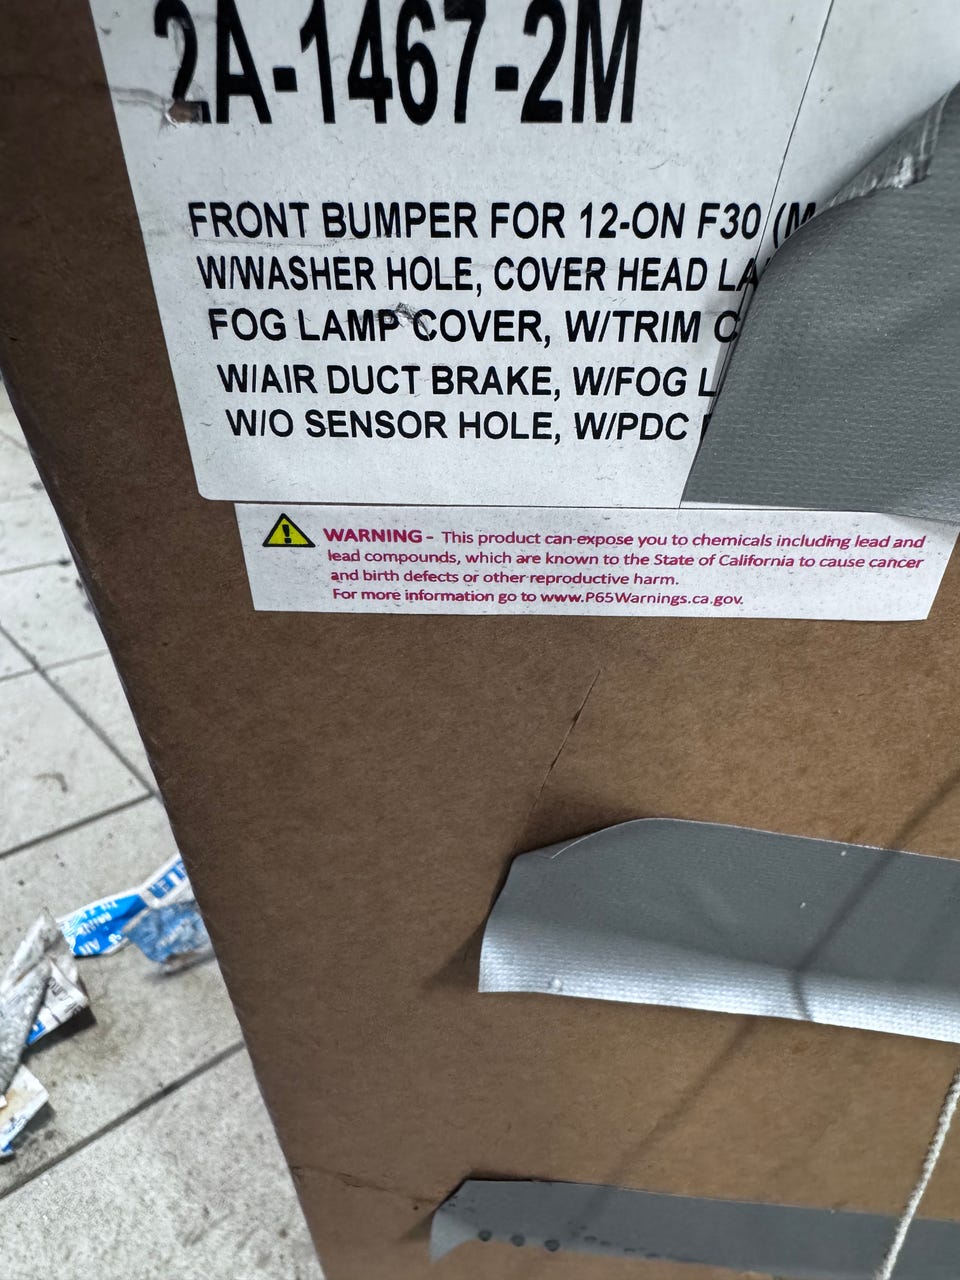 2A-1467-2M
FRONT BUMPER FOR 12-ON F30 (M
W/WASHER HOLE, COVER HEAD LA
FOG LAMP COVER, W/TRIM C
W/AIR DUCT BRAKE, W/FOG L
W/O SENSOR HOLE, W/PDC
WARNING - This product can expose you to chemicals including lead and
lead compounds, which are known to the State of California to cause cancer
and birth defects or other reproductive harm.
For more information go to www.P65Warnings.ca.gov.